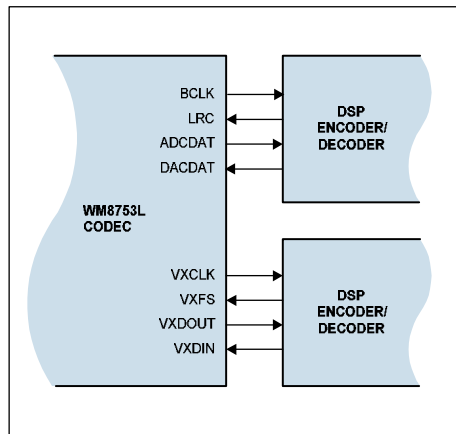 BCLK
LRC
ADCDAT
DACDAT
DSP
ENCODER/
DECODER
WM8753L
CODEC
VXCLK
VXFS
VXDOUT
VXDIN
DSP
ENCODER/
DECODER